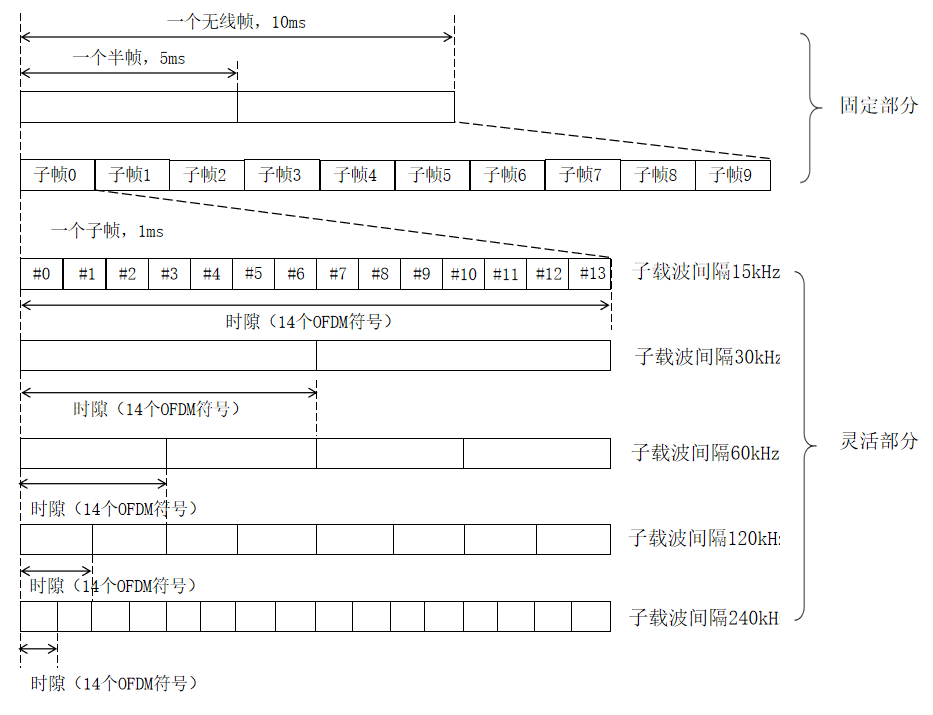 一个无线帧，10ms
一个半帧，5ms
固定部分
子帧0 子帧1 子帧2 子帧3 子帧4 子帧5 子帧6 子帧7 子帧8 子帧9
一个子帧，1ms
#0 #1 #2 #3 #4 #5 #6 #7 #8 #9 #10 #11 #12 #13 子载波间隔15kHz
时隙（14个OFDM符号）
子载波间隔30kHz
时隙（14个OFDM符号）
灵活部分
子载波间隔60kHz
时隙（14个OFDM符号）
子载波间隔120kHz
时隙（14个OFDM符号）
子载波间隔240kH
时隙（14个OFDM符号）